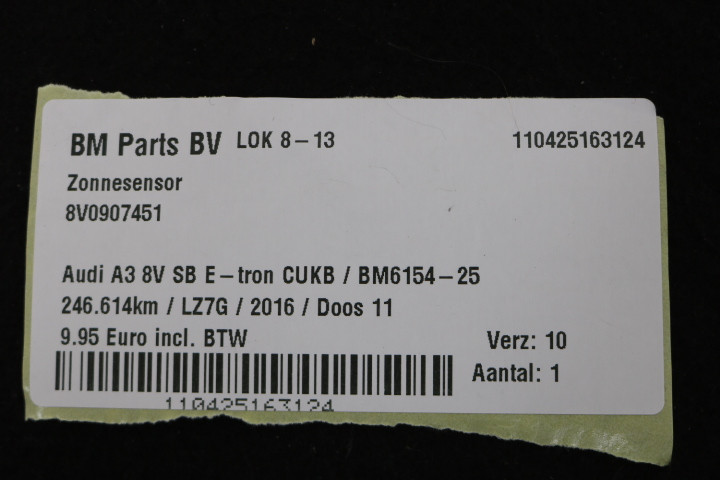 BM Parts BV LOK 8-13 110425163124
Zonnesensor
8V0907451
Audi A3 8V SB E-tron CUKB / BM6154-25
246.614km / LZ7G / 2016 / Doos 11
9.95 Euro incl. BTW Verz: 10
Aantal: 1
110425163124